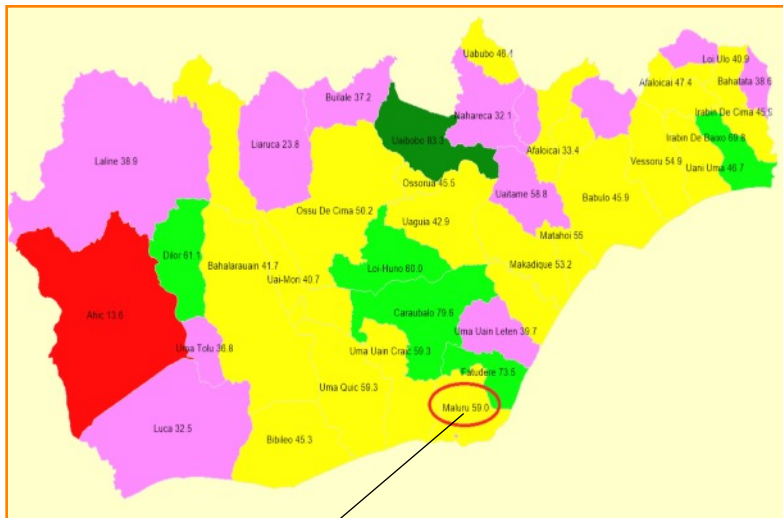 Uabubo 46.4
Loi Ulo 40.9
Afaloicai 47.4
Bahatata 38.6
Builale 37.2
Nahareca 32.1
Irabin De Cima 45.9
Uaibobo 83.3
Irabin De Baixo 69.8
Liaruca 23.8
Afaloicai 33.4
Laline 38.9
Vessoru 54.9
Uani Uma 46.7
Ossorua 45.5
Uaitame 58.8
Babulo 45.9
Ossu De Cima 50.2
Uaguia 42.9
Matahoi 55
Dilor 61.1
Bahalarauain 41.7
Loi-Huno 60.0
Makadique 53.2
Uai-Mori 40.7
Ahic 13.6
Caraubalo 79.6
Uma Uain Leten 39.7
Uma Tolu 36.8
Uma Uain Craic 59.3
Fatudere 73.5
Uma Quic 59.3
Maluru 59.0
Luca 32.5
Bibileo 45.3